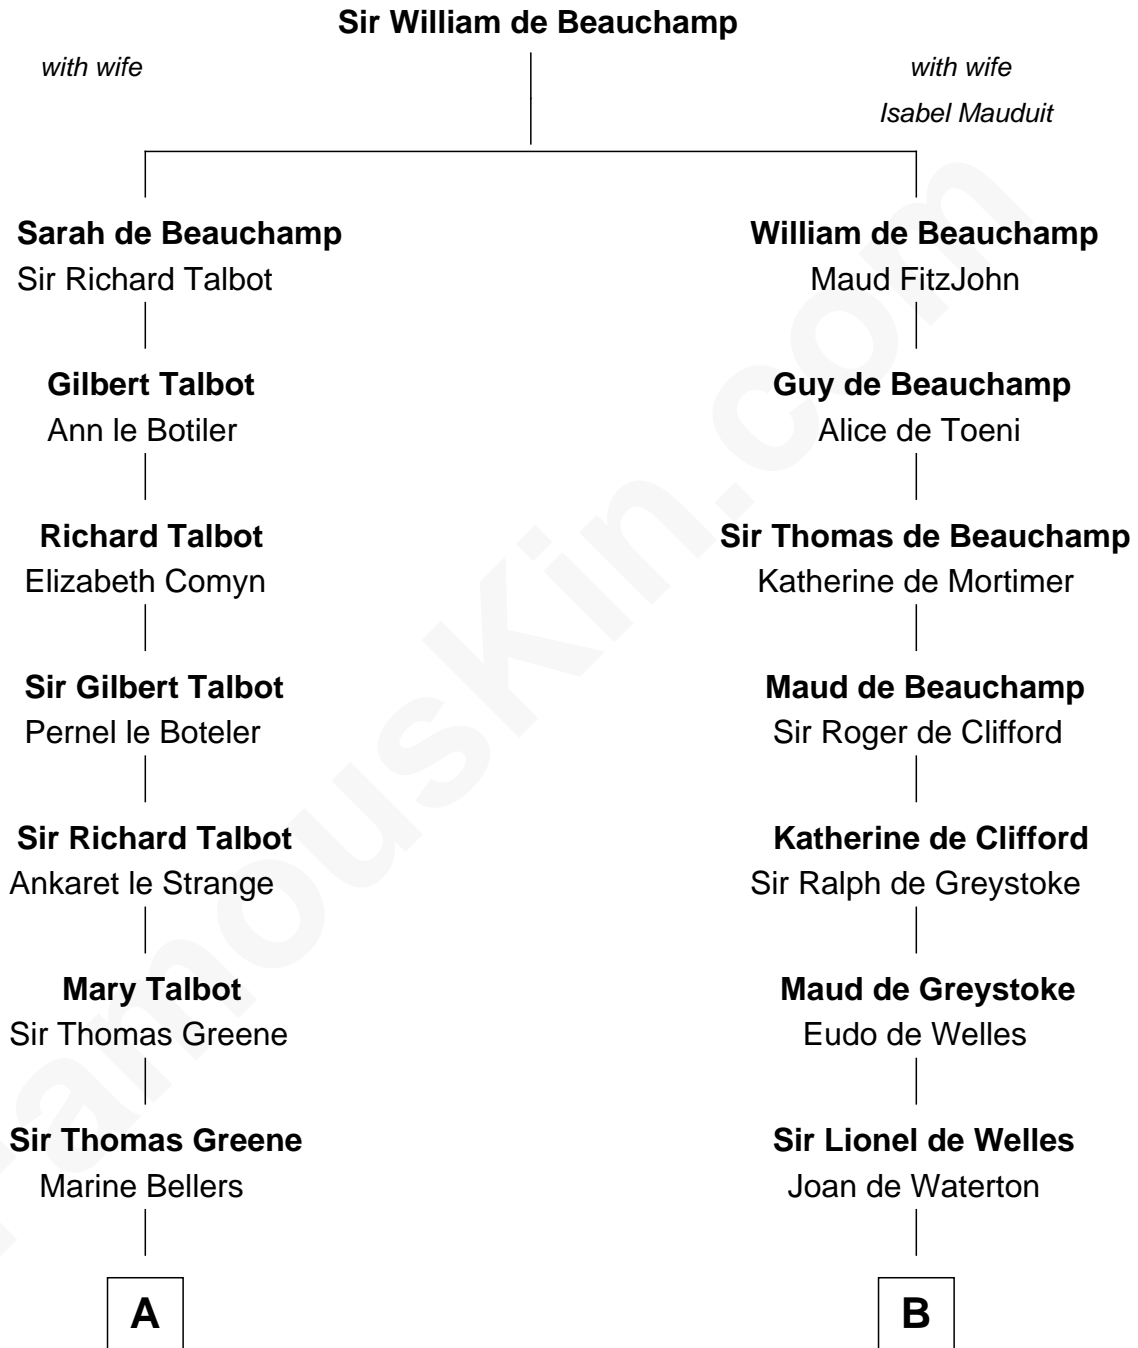 Sir William de Beauchamp
with wife
with wife
Isabel Mauduit
Sarah de Beauchamp
Sir Richard Talbot
William de Beauchamp
Maud FitzJohn
Gilbert Talbot
Ann le Botiler
Guy de Beauchamp
Alice de Toeni
Richard Talbot
Elizabeth Comyn
Sir Thomas de Beauchamp
Katherine de Mortimer
Sir Gilbert Talbot
Pernel le Boteler
Maud de Beauchamp
Sir Roger de Clifford
Sir Richard Talbot
Ankaret le Strange
Katherine de Clifford
Sir Ralph de Greystoke
Mary Talbot
Sir Thomas Greene
Maud de Greystoke
Eudo de Welles
Sir Thomas Greene
Marine Bellers
Sir Lionel de Welles
Joan de Waterton
A
B
FamousKin.com